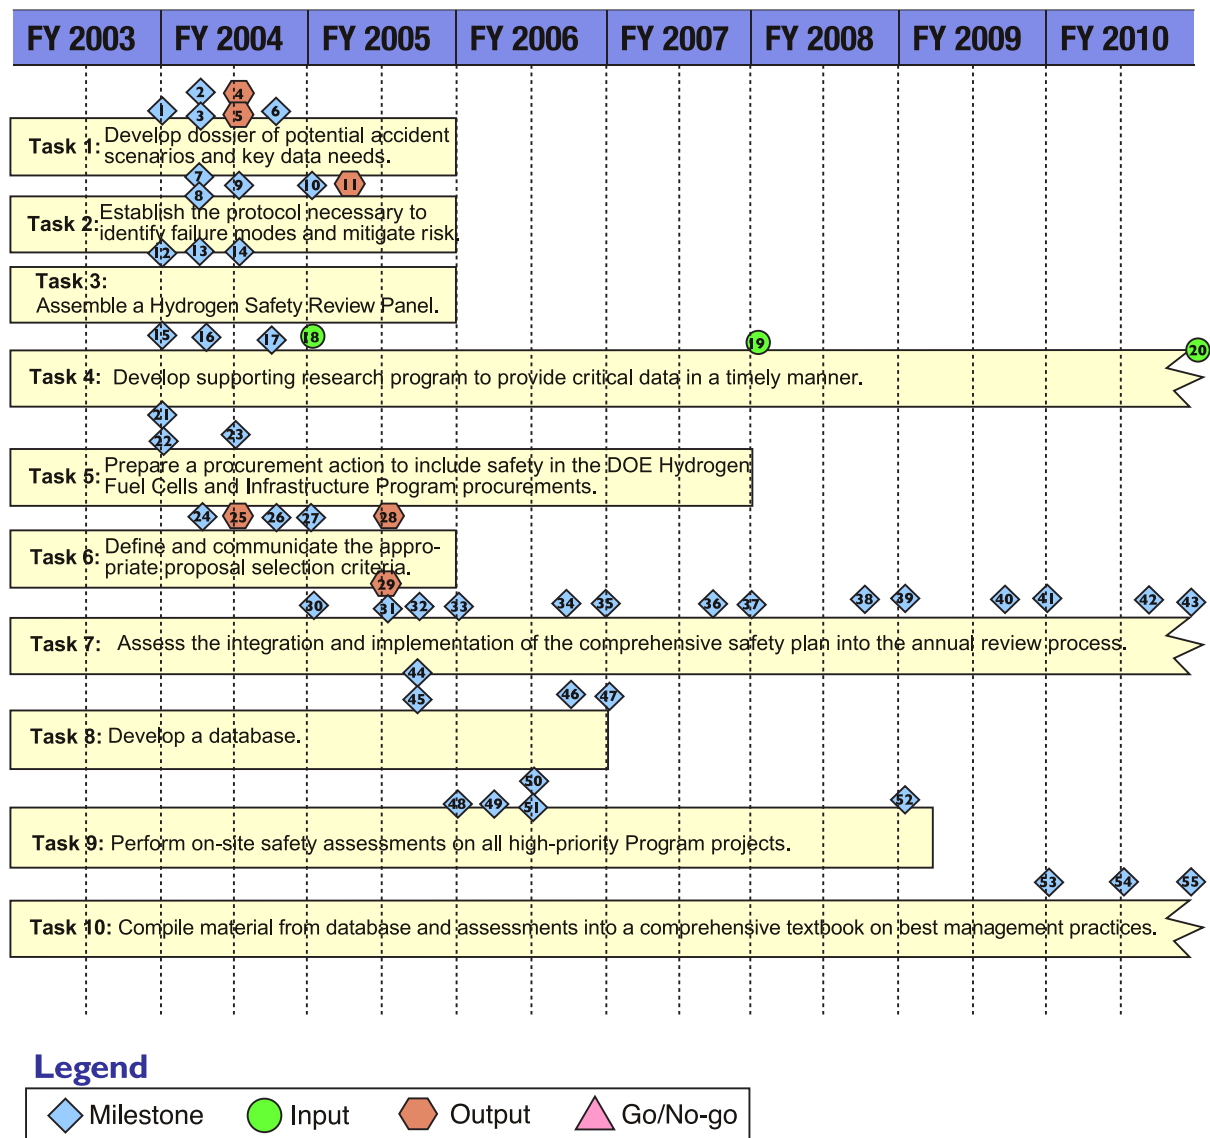 FY 2003 FY 2004 FY 2005 FY 2006 FY 2007 FY 2008 FY 2009 FY 2010
2 4
1 3 5 6
Task 1: Develop dossier of potential accident
scenarios and key data needs.
7
8 9 10 11
Task 2: Establish the protocol necessary to
identify failure modes and mitigate risk.
12 13 14
Task 3:
Assemble a Hydrogen Safety Review Panel.
15 16 17 18 19 20
Task 4: Develop supporting research program to provide critical data in a timely manner.
21
22 23
Task 5: Prepare a procurement action to include safety in the DOE Hydrogen
Fuel Cells and Infrastructure Program procurements.
24 25 26 27 28
Task 6: Define and communicate the appro-
priate proposal selection criteria.
29
30 31 32 33 34 35 36 37 38 39 40 41 42 43
Task 7: Assess the integration and implementation of the comprehensive safety plan into the annual review process.
44
45 46 47
Task 8: Develop a database.
50
48 49 51 52
Task 9: Perform on-site safety assessments on all high-priority Program projects.
53 54 55
Task 10: Compile material from database and assessments into a comprehensive textbook on best management practices.
Legend
Milestone Input Output Go/No-go